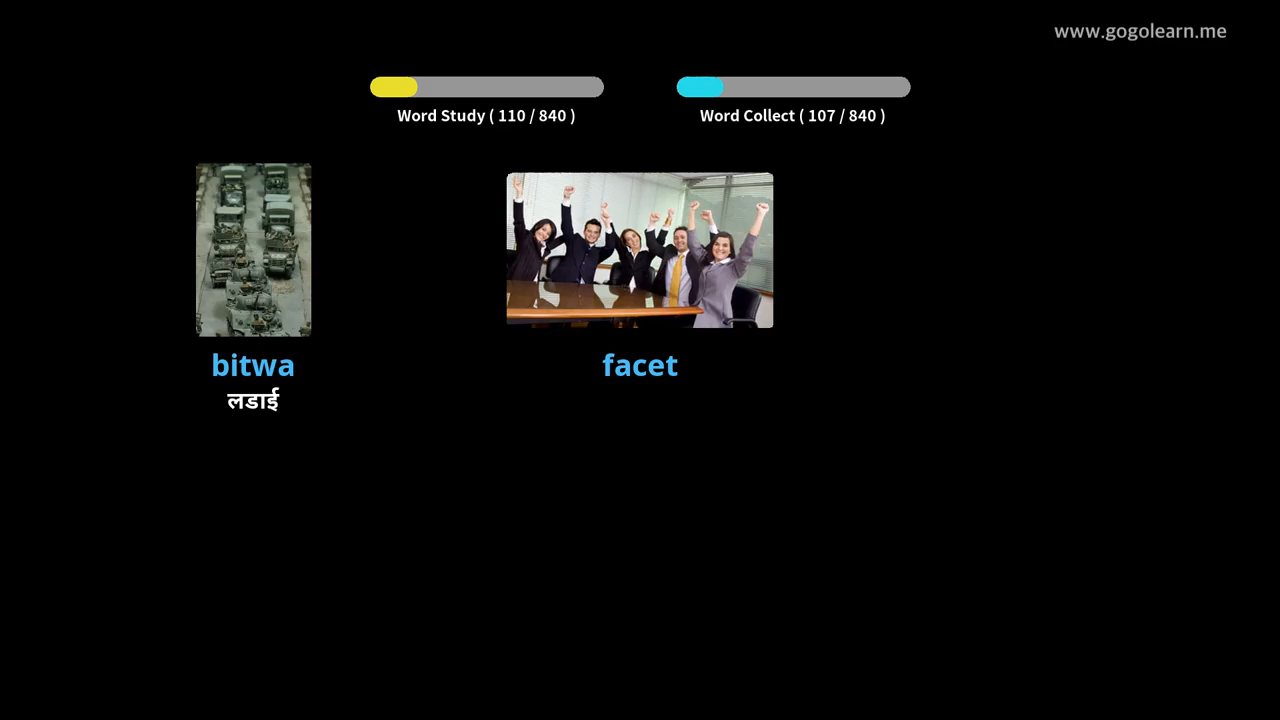 www.gogolearn.me
Word Study ( 110 / 840 )
Word Collect ( 107 / 840 )
bitwa
लडाई
facet